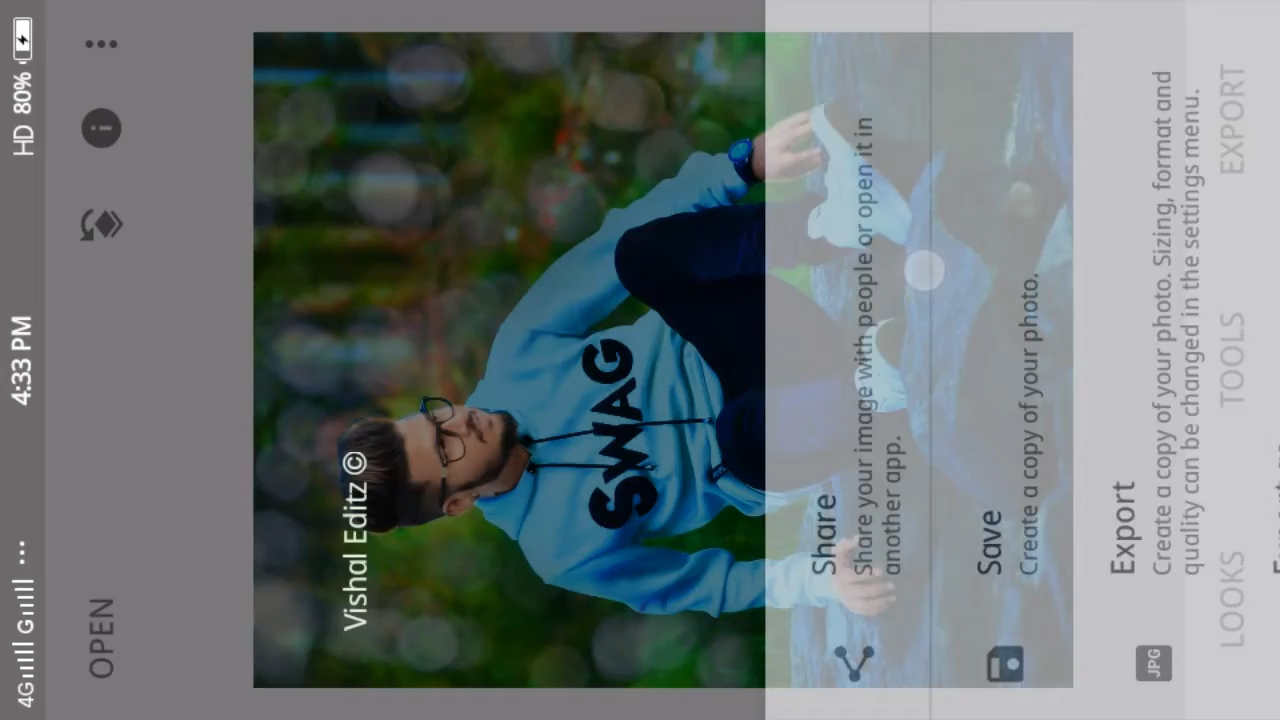 4G G ... 4:33 PM HD 80%
OPEN
Vishal Editz ©
SWAG
Share
Share your image with people or open it in
another app.
Save
Create a copy of your photo.
Export
Create a copy of your photo. Sizing, format and
quality can be changed in the settings menu.
JPG
LOOKS TOOLS EXPORT